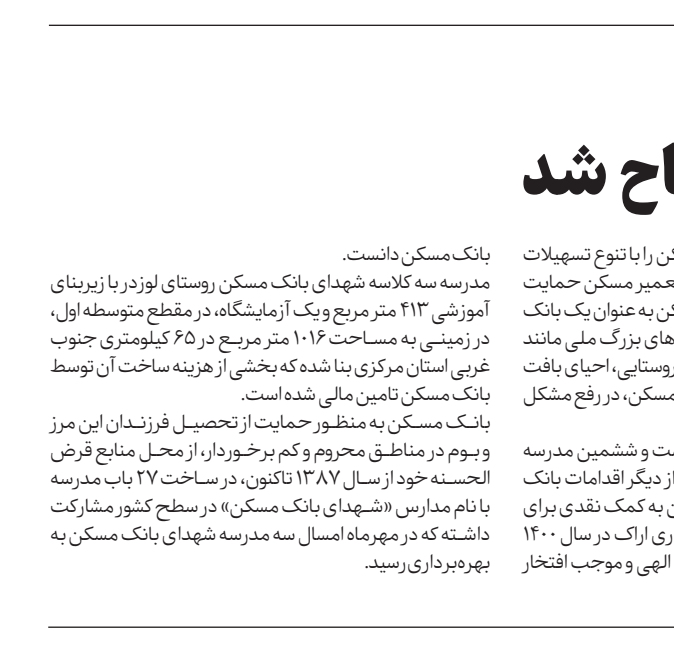 اح شد
کن را با تنوع تسهیلات
عمیر مسکن حمایت
کن به عنوان یک بانک
های بزرگ ملی مانند
روستایی، احیای بافت
مسکن، در رفع مشکل
ست و ششمین مدرسه
از دیگر اقدامات بانک
ن به کمک نقدی برای
ری اراک در سال ۱۴۰۰
الهی و موجب افتخار
بانک مسکن دانست.
مدرسه سه کلاسه شهدای بانک مسکن روستای لوزدر با زیربنای
آموزشی ۴۱۳ متر مربع و یک آزمایشگاه، در مقطع متوسطه اول،
در زمینی به مساحت ۱۰۱۶ متر مربع در ۶۵ کیلومتری جنوب
غربی استان مرکزی بنا شده که بخشی از هزینه ساخت آن توسط
بانک مسکن تامین مالی شده است.
بانک مسکن به منظور حمایت از تحصیل فرزندان این مرز
و بوم در مناطق محروم و کم برخوردار، از محل منابع قرض
الحسنه خود از سال ۱۳۸۷ تاکنون، در ساخت ۲۷ باب مدرسه
با نام مدارس «شهدای بانک مسکن» در سطح کشور مشارکت
داشته که در مهرماه امسال سه مدرسه شهدای بانک مسکن به
بهره‌برداری رسید.